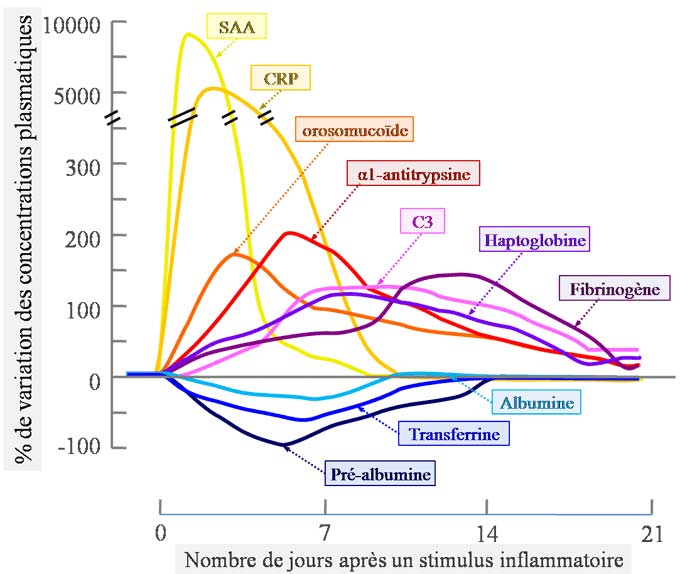 % de variation des concentrations plasmatiques
10000
5000
300
200
100
0
-100
SAA
CRP
orosomucoïde
α1-antitrypsine
C3
Haptoglobine
Fibrinogène
Albumine
Transferrine
Pré-albumine
0 7 14 21
Nombre de jours après un stimulus inflammatoire